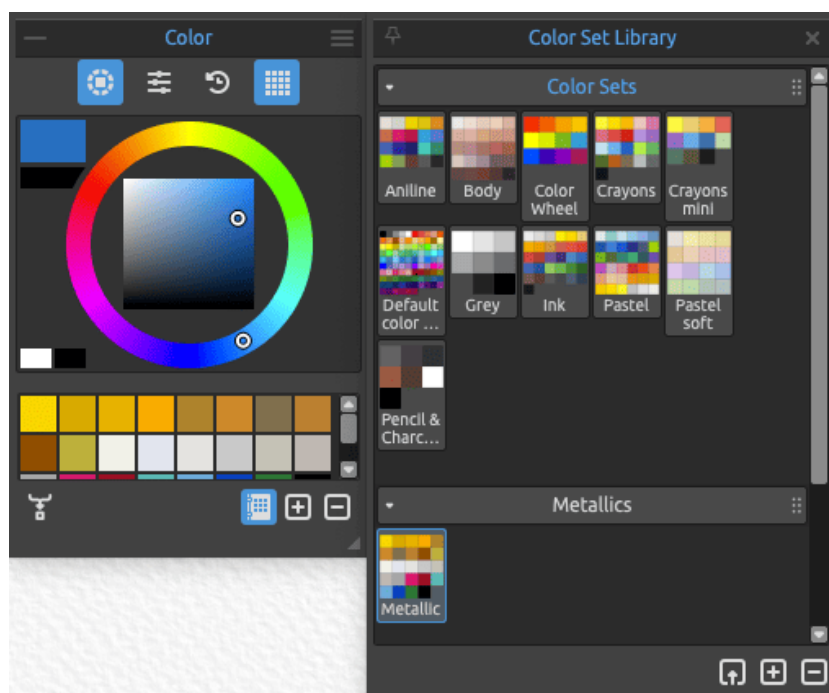 Color
Color Set Library
Color Sets
Aniline
Body
Color
Wheel
Crayons
Crayons
mini
Default
color ...
Grey
Ink
Pastel
Pastel
soft
Pencil &
Charc...
Metallics
Metallic